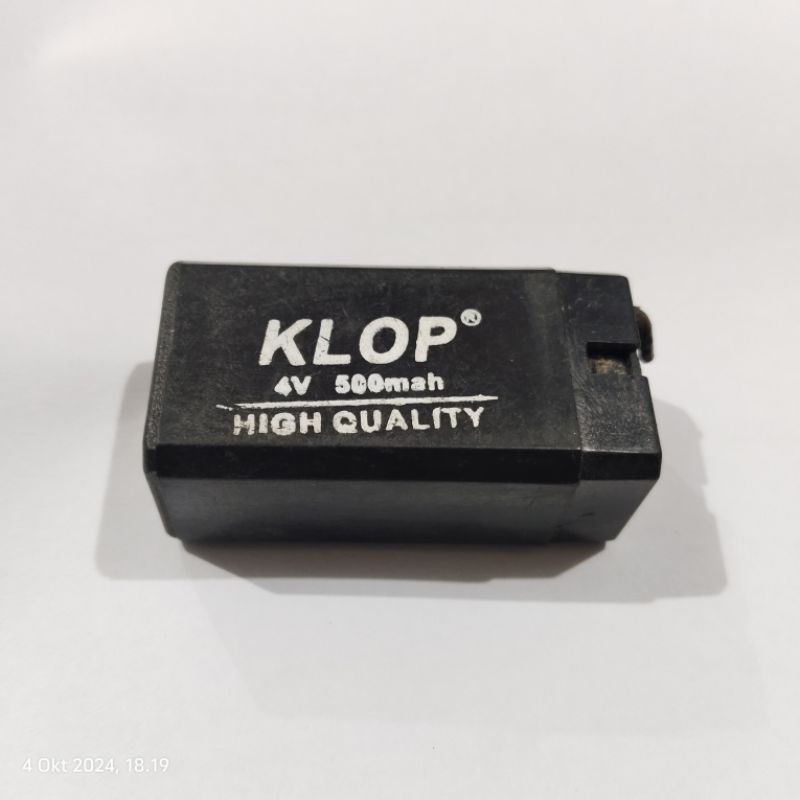 KLOP®
4V 500mah
HIGH QUALITY
4 Okt 2024, 18.19